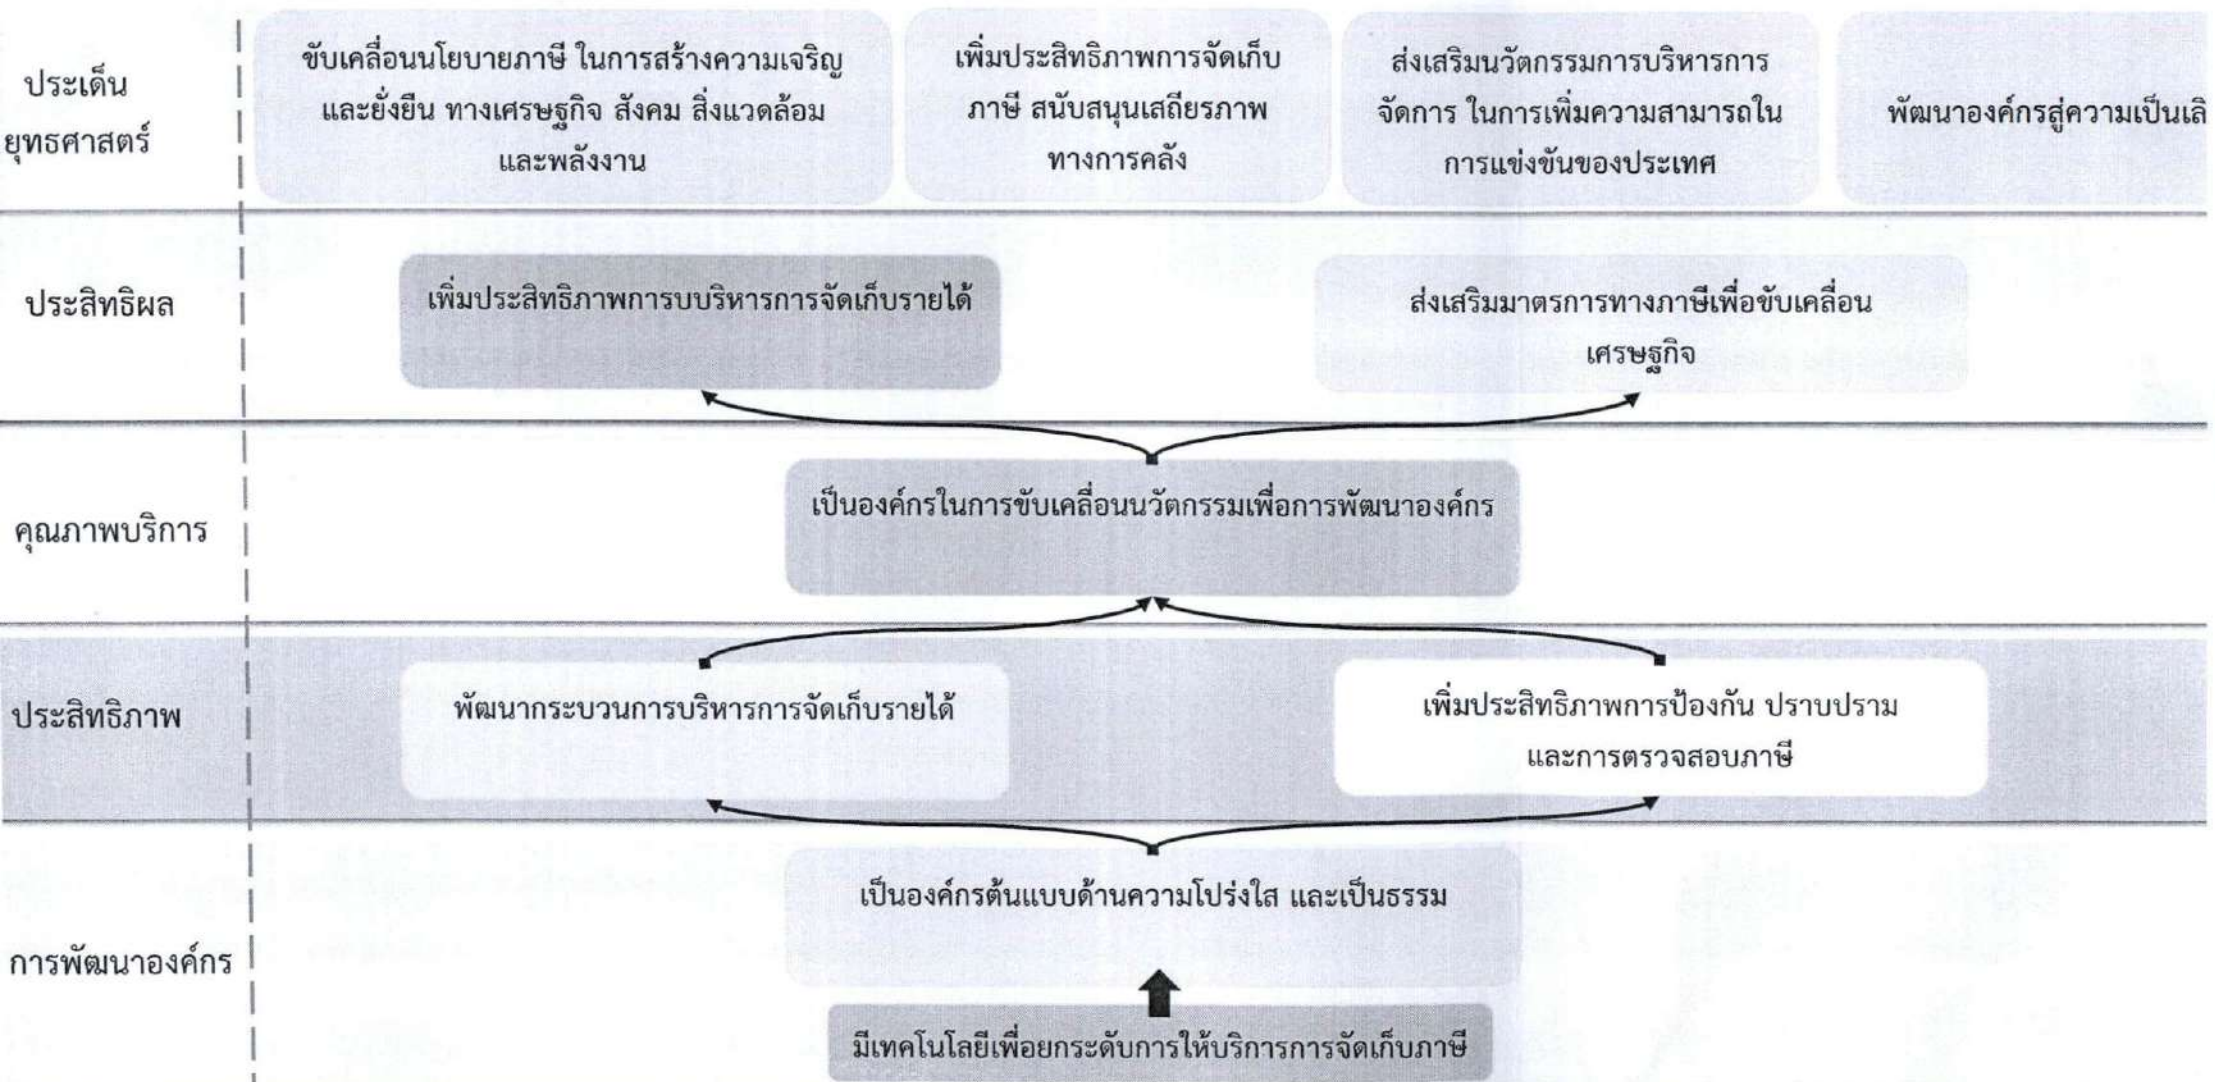 ประเด็น
ยุทธศาสตร์
ขับเคลื่อนนโยบายภาษี ในการสร้างความเจริญ
และยั่งยืน ทางเศรษฐกิจ สังคม สิ่งแวดล้อม
และพลังงาน
เพิ่มประสิทธิภาพการจัดเก็บ
ภาษี สนับสนุนเสถียรภาพ
ทางการคลัง
ส่งเสริมนวัตกรรมการบริหารการ
จัดการ ในการเพิ่มความสามารถใน
การแข่งขันของประเทศ
พัฒนาองค์กรสู่ความเป็นเลิ
ประสิทธิผล
เพิ่มประสิทธิภาพการบบริหารการจัดเก็บรายได้
ส่งเสริมมาตรการทางภาษีเพื่อขับเคลื่อน
เศรษฐกิจ
คุณภาพบริการ
เป็นองค์กรในการขับเคลื่อนนวัตกรรมเพื่อการพัฒนาองค์กร
ประสิทธิภาพ
พัฒนากระบวนการบริหารการจัดเก็บรายได้
เพิ่มประสิทธิภาพการป้องกัน ปราบปราม
และการตรวจสอบภาษี
การพัฒนาองค์กร
เป็นองค์กรต้นแบบด้านความโปร่งใส และเป็นธรรม
มีเทคโนโลยีเพื่อยกระดับการให้บริการการจัดเก็บภาษี